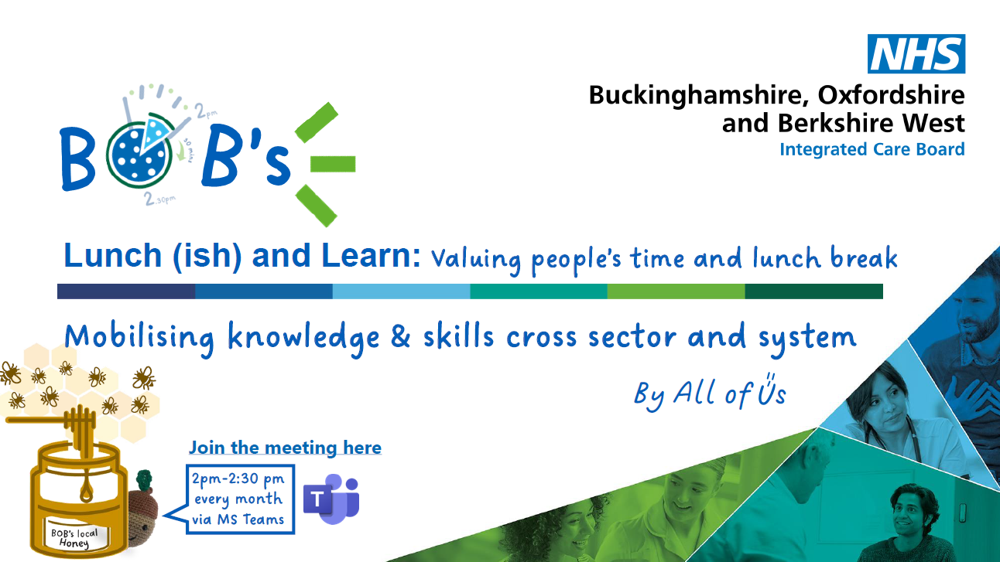 NHS
Buckinghamshire, Oxfordshire
and Berkshire West
Integrated Care Board
B B's
2pm
30 mins
2.30pm
Lunch (ish) and Learn: Valuing people's time and lunch break
Mobilising knowledge & skills cross sector and system
By All of Üs
Join the meeting here
2pm-2:30 pm
every month
via MS Teams
T
BOB's local
Honey